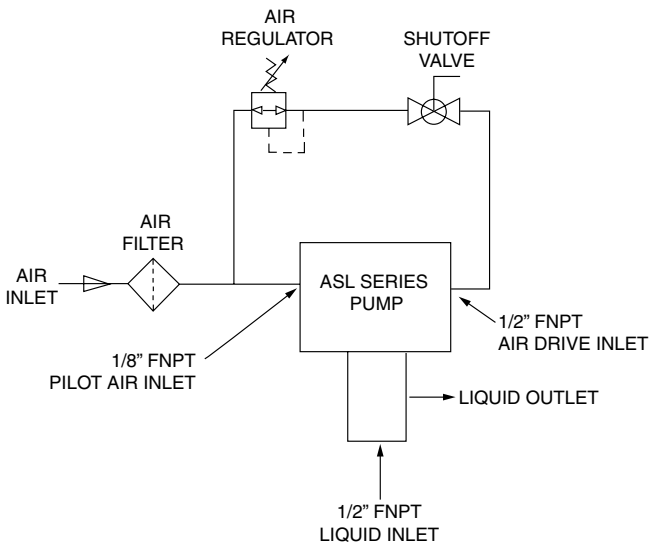 AIR
REGULATOR
SHUTOFF
VALVE
AIR
FILTER
AIR
INLET
ASL SERIES
PUMP
1/2” FNPT
AIR DRIVE INLET
1/8” FNPT
PILOT AIR INLET
LIQUID OUTLET
1/2” FNPT
LIQUID INLET